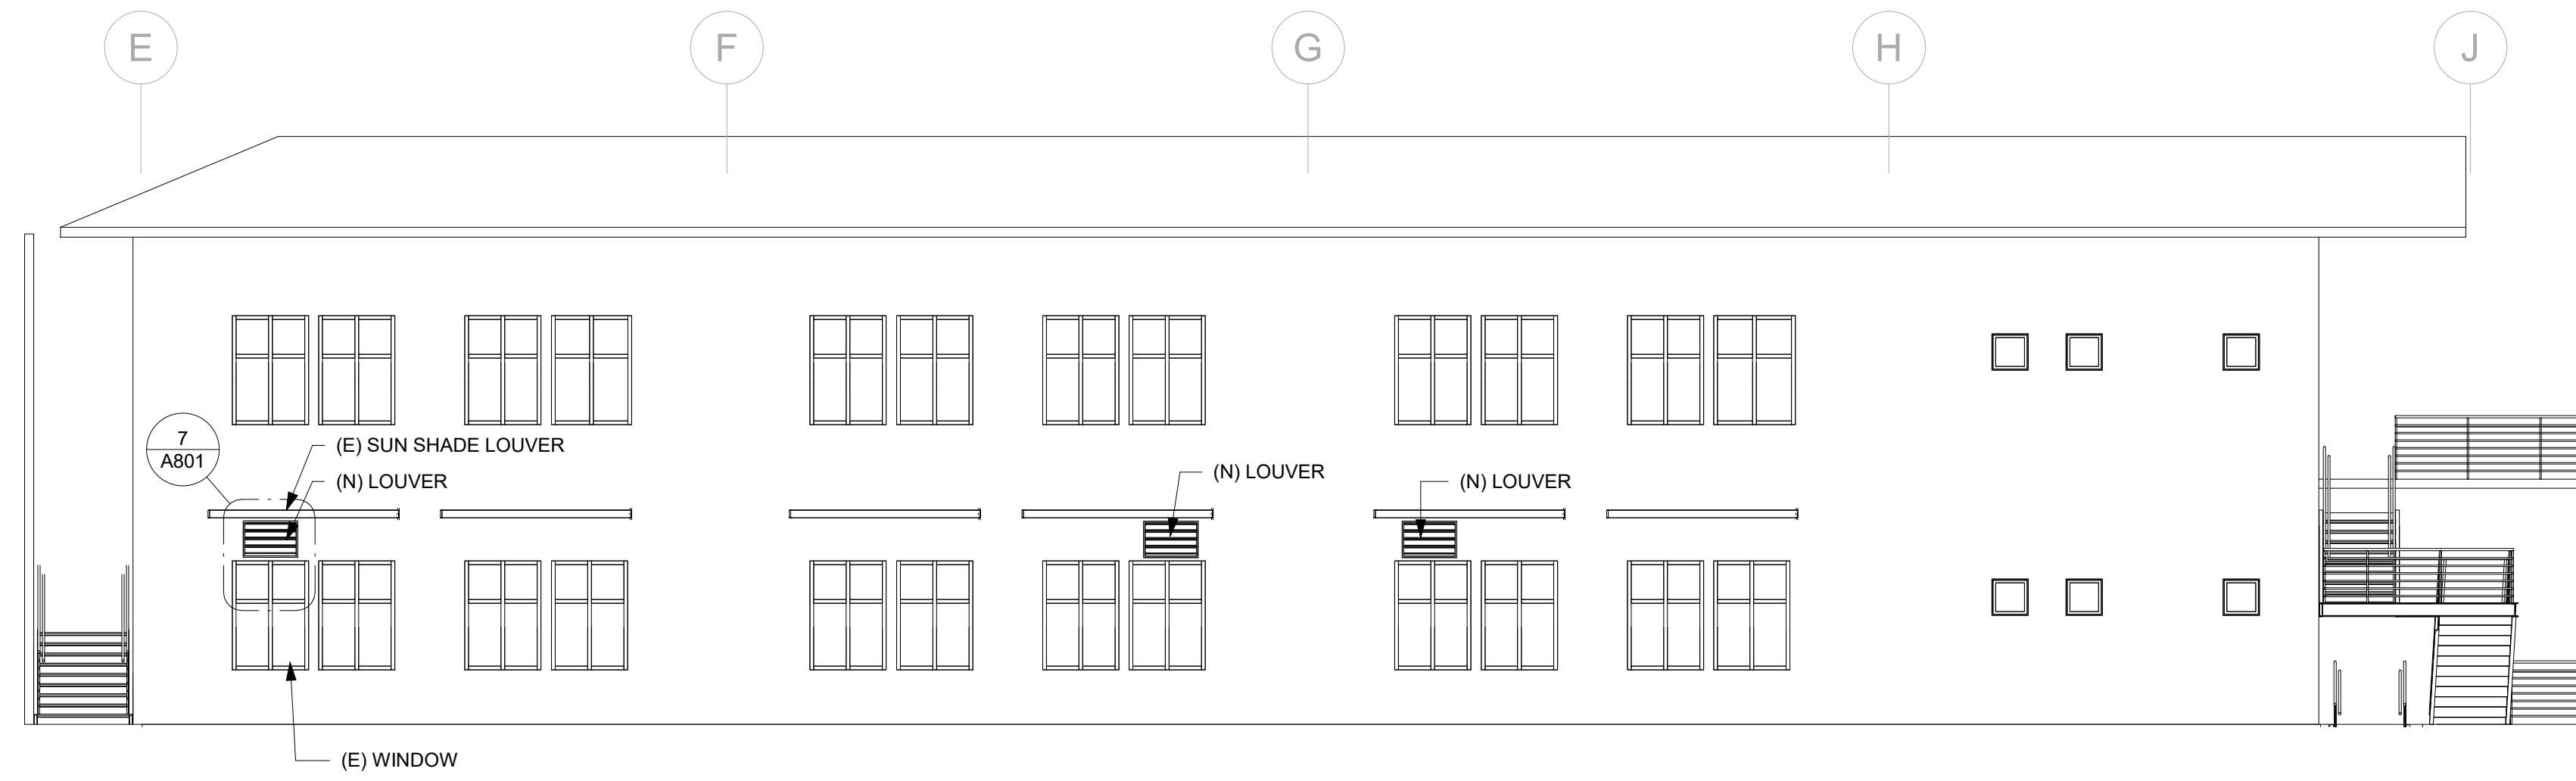 E
F
G
H
J
7
A801
(E) SUN SHADE LOUVER
(N) LOUVER
(N) LOUVER
(N) LOUVER
(E) WINDOW